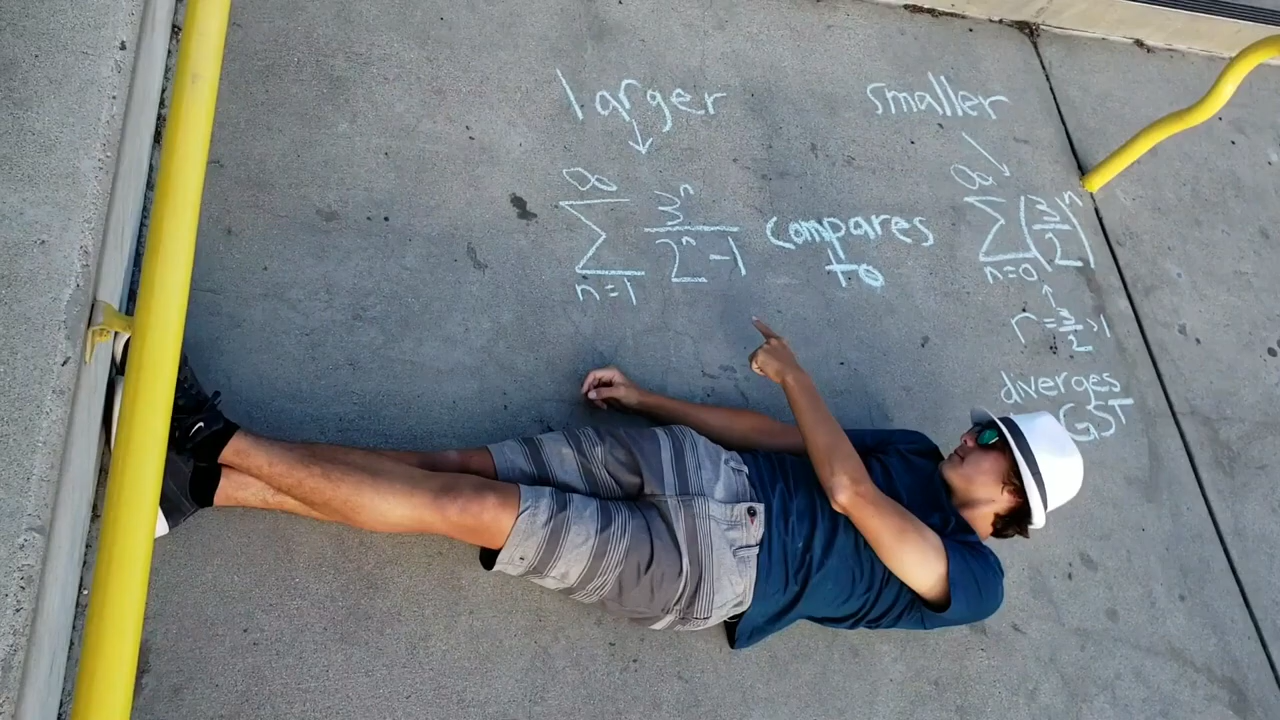 larger
smaller
∞ ∑ n=1 3ⁿ/(2ⁿ-1) compares to ∞ ∑ n=0 (3/2)ⁿ
r=3/2>1
diverges
GST